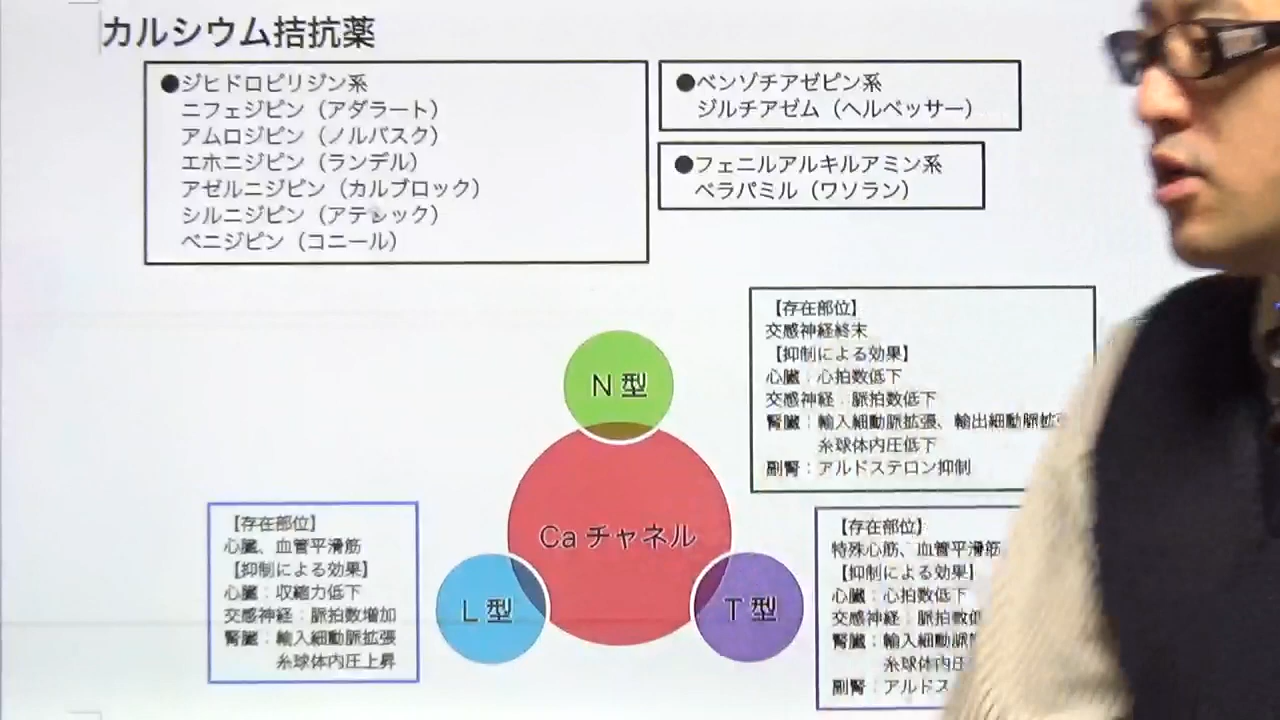 カルシウム拮抗薬
●ジヒドロピリジン系
ニフェジピン（アダラート）
アムロジピン（ノルバスク）
エホニジピン（ランデル）
アゼルニジピン（カルブロック）
シルニジピン（アテレック）
ベニジピン（コニール）
●ベンゾチアゼピン系
ジルチアゼム（ヘルベッサー）
●フェニルアルキルアミン系
ベラパミル（ワソラン）
【存在部位】
交感神経終末
【抑制による効果】
心臓：心拍数低下
交感神経：脈拍数低下
腎臓：輸入細動脈拡張、輸出細動脈拡
糸球体内圧低下
副腎：アルドステロン抑制
N 型
Ca チャネル
L 型
T 型
【存在部位】
心臓、血管平滑筋
【抑制による効果】
心臓：収縮力低下
交感神経：脈拍数増加
腎臓：輸入細動脈拡張
糸球体内圧上昇
【存在部位】
特殊心筋、血管平滑筋
【抑制による効果】
心臓：心拍数低下
交感神経：脈拍数
腎臓：輸入細動脈
糸球体内圧
副腎：アルドス